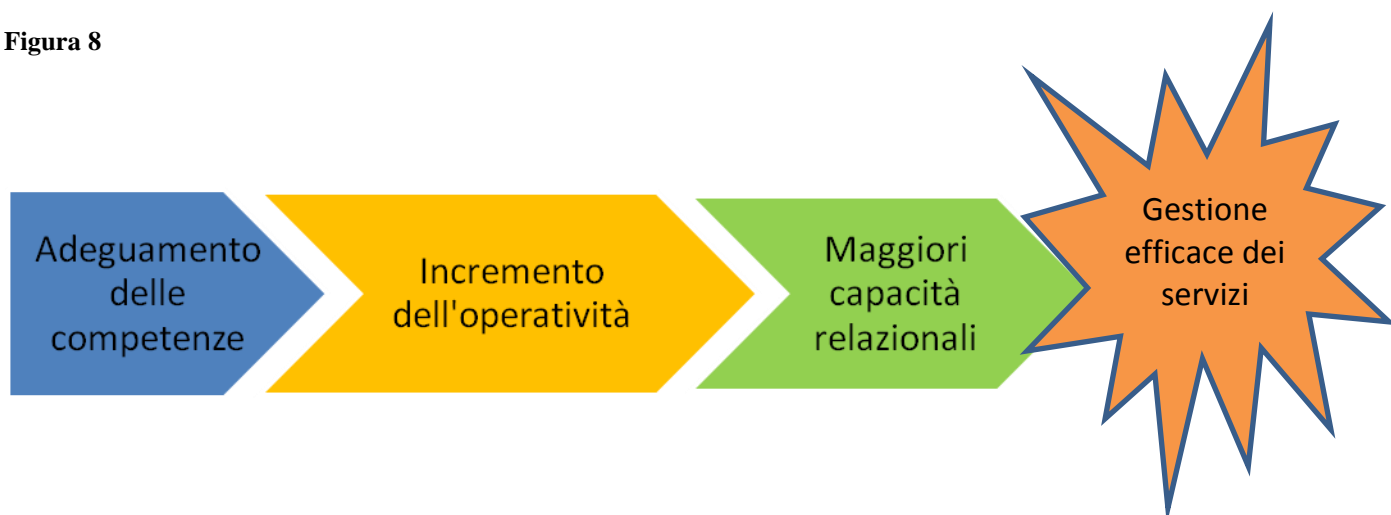 Figura 8
Adeguamento
delle
competenze
Incremento
dell'operatività
Maggiori
capacità
relazionali
Gestione
efficace dei
servizi